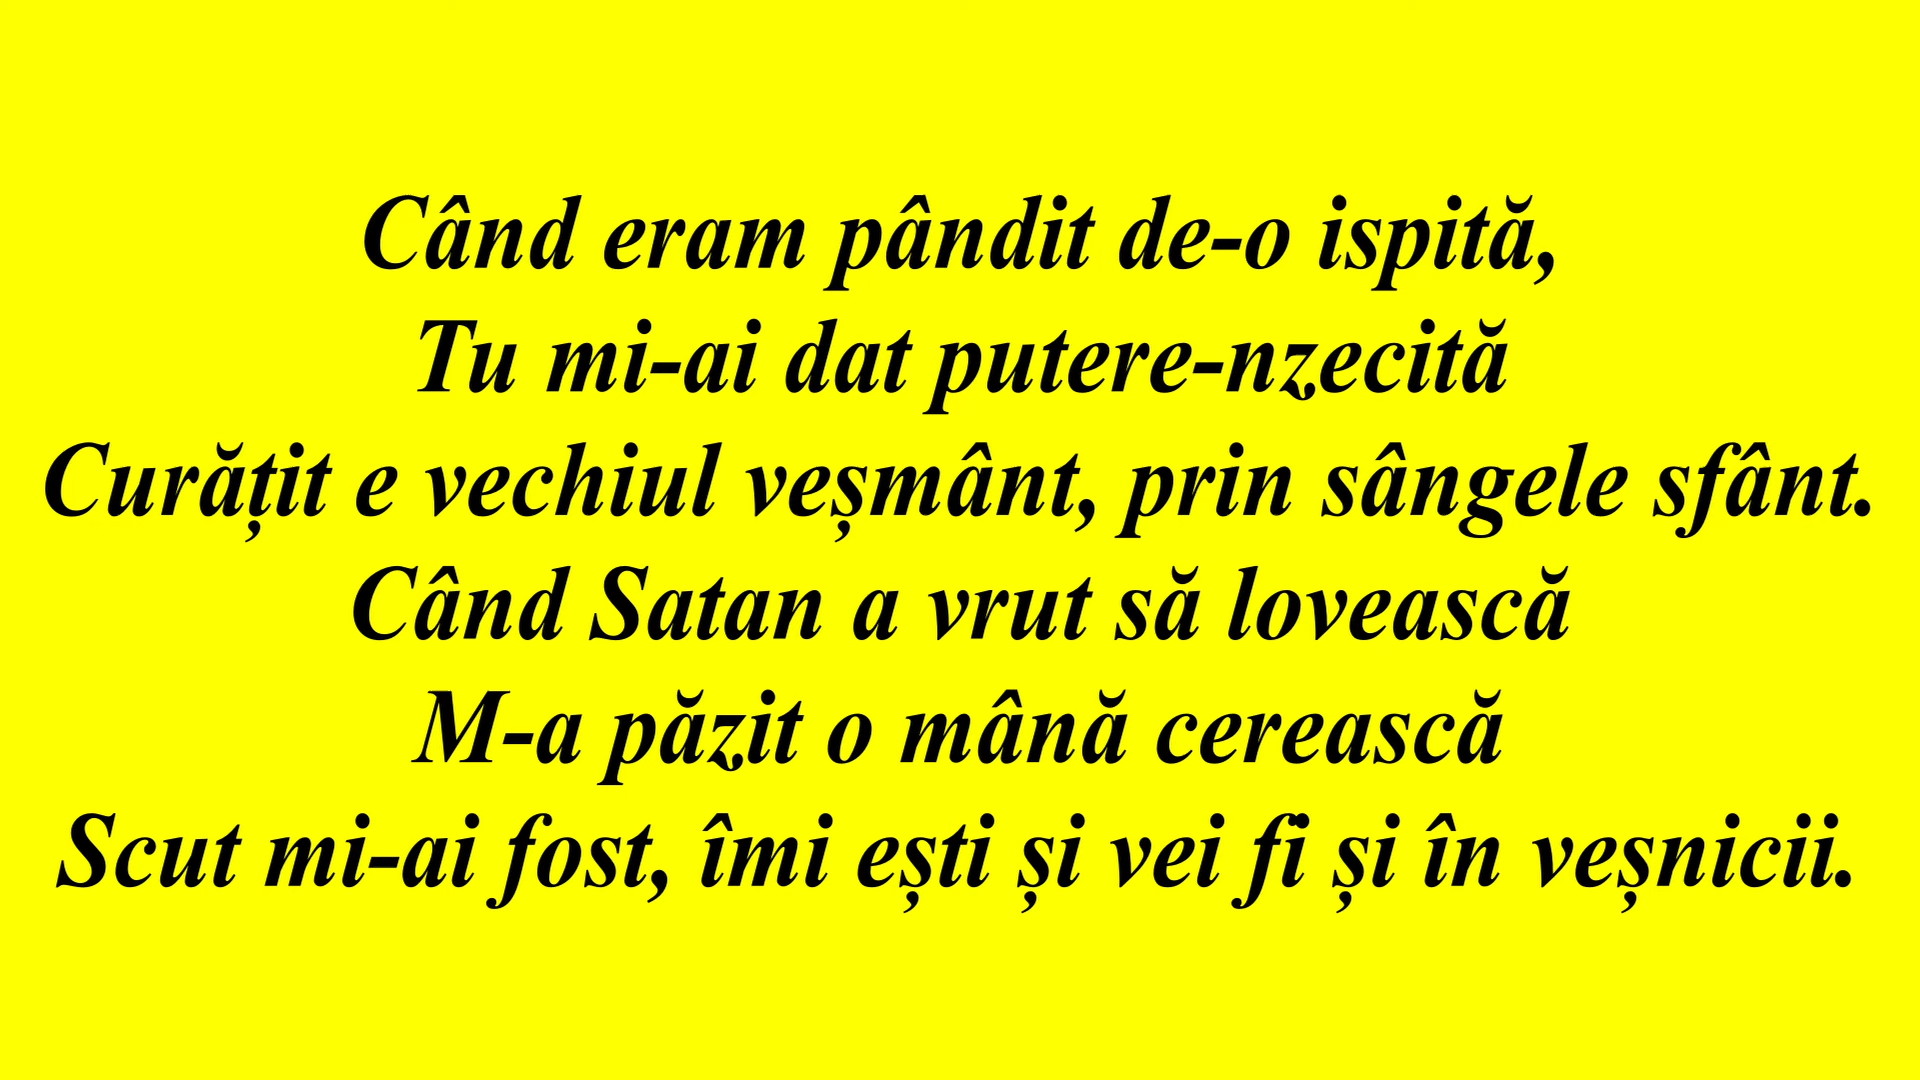 Când eram pândit de-o ispită,
Tu mi-ai dat putere-nzecită
Curățit e vechiul veșmânt, prin sângele sfânt.
Când Satan a vrut să lovească
M-a păzit o mână cerească
Scut mi-ai fost, îmi ești și vei fi și în veșnicii.